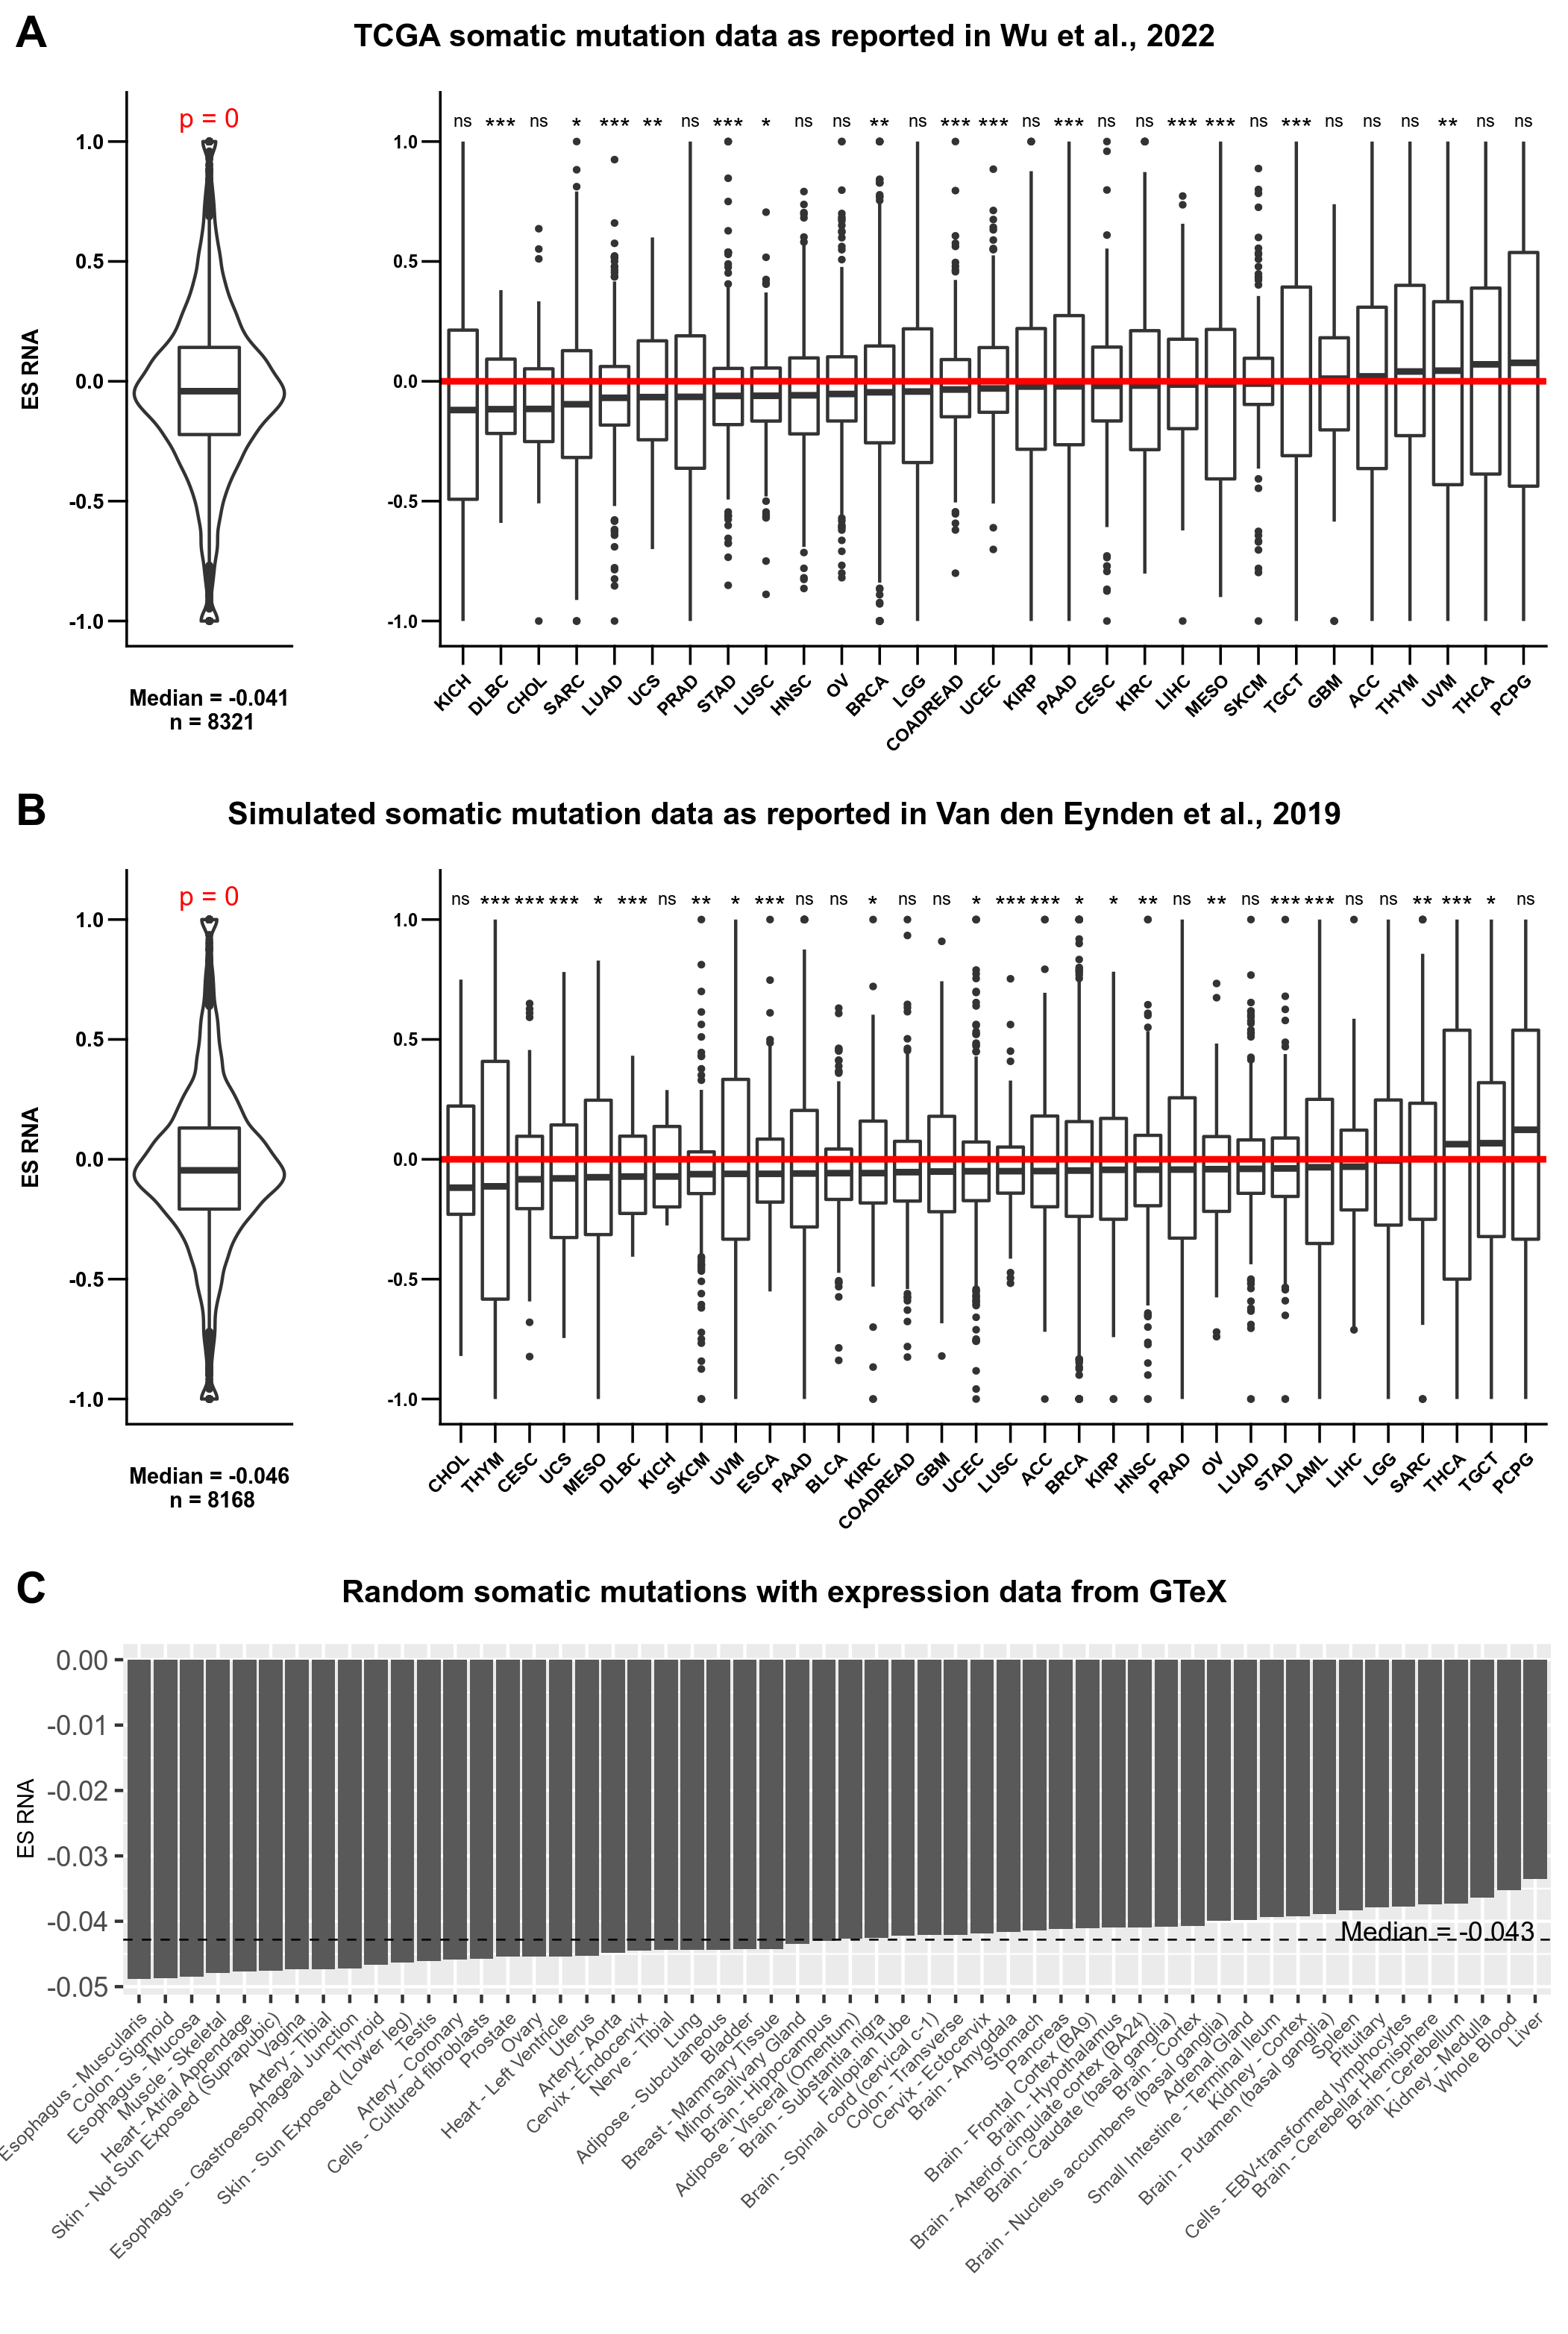 A
TCGA somatic mutation data as reported in Wu et al., 2022
p = 0
1.0
0.5
0.0
-0.5
-1.0
ES RNA
Median = -0.041
n = 8321
ns *** ns * *** ** ns *** * ns ns ** ns *** *** ns *** ns ns *** *** ns *** ns ns ns ** ns ns
1.0
0.5
0.0
-0.5
-1.0
KICH DLBC CHOL SARC LUAD UCS PRAD STAD LUSC HNSC OV BRCA LGG COADREAD UCEC KIRP PAAD CESC KIRC LIHC MESO SKCM TGCT GBM ACC THYM UVM THCA PCPG
B
Simulated somatic mutation data as reported in Van den Eynden et al., 2019
p = 0
1.0
0.5
0.0
-0.5
-1.0
ES RNA
Median = -0.046
n = 8168
ns *** *** *** * *** ns ** * *** ns ns * ns ns * *** *** * * ** ns ** ns *** *** ns ns ** *** * ns
1.0
0.5
0.0
-0.5
-1.0
CHOL THYM CESC UCS MESO DLBC KICH SKCM UVM ESCA PAAD BLCA KIRC COADREAD GBM UCEC LUSC ACC BRCA KIRP HNSC PRAD OV LUAD STAD LAML LIHC LGG SARC THCA TGCT PCPG
C
Random somatic mutations with expression data from GTeX
0.00
-0.01
-0.02
-0.03
-0.04
-0.05
ES RNA
Median = -0.043
Esophagus - Muscularis
Colon - Sigmoid
Esophagus - Mucosa
Muscle - Skeletal
Heart - Atrial Appendage
Skin - Not Sun Exposed (Suprapubic)
Vagina
Artery - Tibial
Esophagus - Gastroesophageal Junction
Thyroid
Skin - Sun Exposed (Lower leg)
Testis
Artery - Coronary
Cells - Cultured fibroblasts
Prostate
Ovary
Heart - Left Ventricle
Uterus
Artery - Aorta
Cervix - Endocervix
Nerve - Tibial
Lung
Adipose - Subcutaneous
Bladder
Breast - Mammary Tissue
Minor Salivary Gland
Brain - Hippocampus
Adipose - Visceral (Omentum)
Brain - Substantia nigra
Fallopian Tube
Brain - Spinal cord (cervical c-1)
Colon - Transverse
Cervix - Ectocervix
Brain - Amygdala
Stomach
Pancreas
Brain - Frontal Cortex (BA9)
Brain - Hypothalamus
Brain - Anterior cingulate cortex (BA24)
Brain - Caudate (basal ganglia)
Brain - Cortex
Brain - Nucleus accumbens (basal ganglia)
Adrenal Gland
Small Intestine - Terminal Ileum
Kidney - Cortex
Brain - Putamen (basal ganglia)
Spleen
Pituitary
Cells - EBV-transformed lymphocytes
Brain - Cerebellar Hemisphere
Brain - Cerebellum
Kidney - Medulla
Whole Blood
Liver